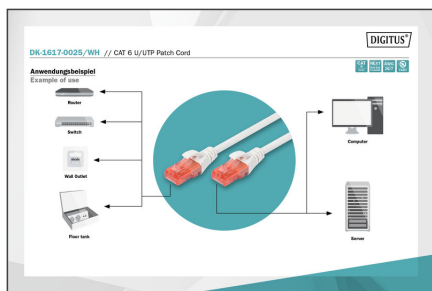 DIGITUS®
DK-1617-0025/WH // CAT 6 U/UTP Patch Cord
Anwendungsbeispiel
Example of use
CAT
Router
Switch
Wall Outlet
Floor tank
Computer
Server